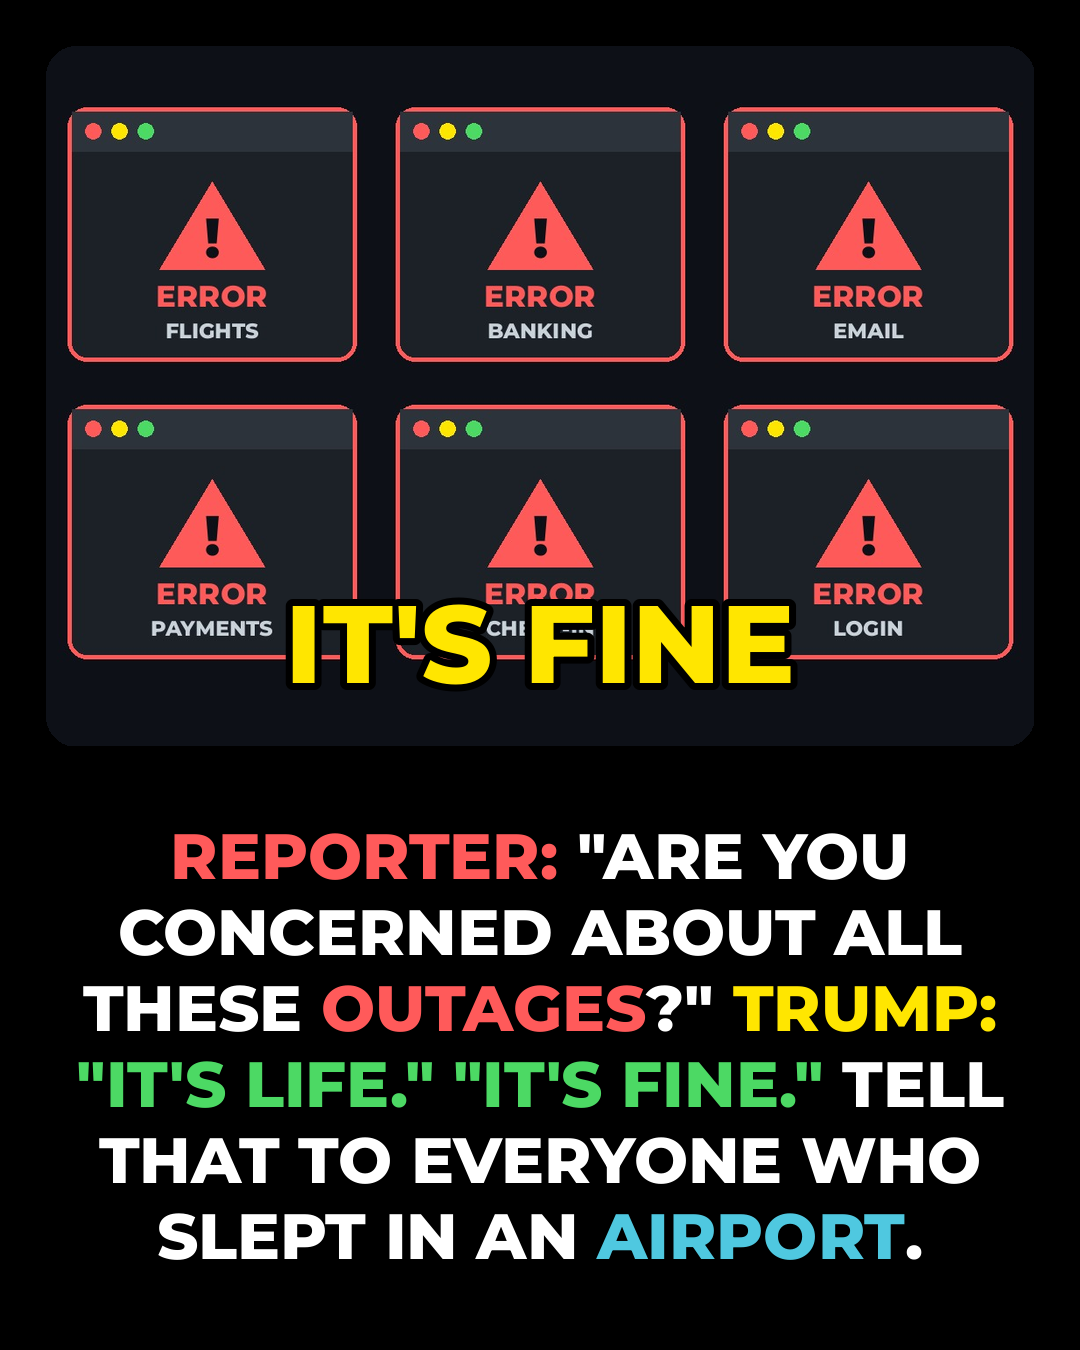 !
ERROR
FLIGHTS
!
ERROR
BANKING
!
ERROR
EMAIL
!
ERROR
PAYMENTS
!
ERROR
!
ERROR
LOGIN
IT'S FINE
REPORTER: "ARE YOU
CONCERNED ABOUT ALL
THESE OUTAGES?" TRUMP:
"IT'S LIFE." "IT'S FINE." TELL
THAT TO EVERYONE WHO
SLEPT IN AN AIRPORT.